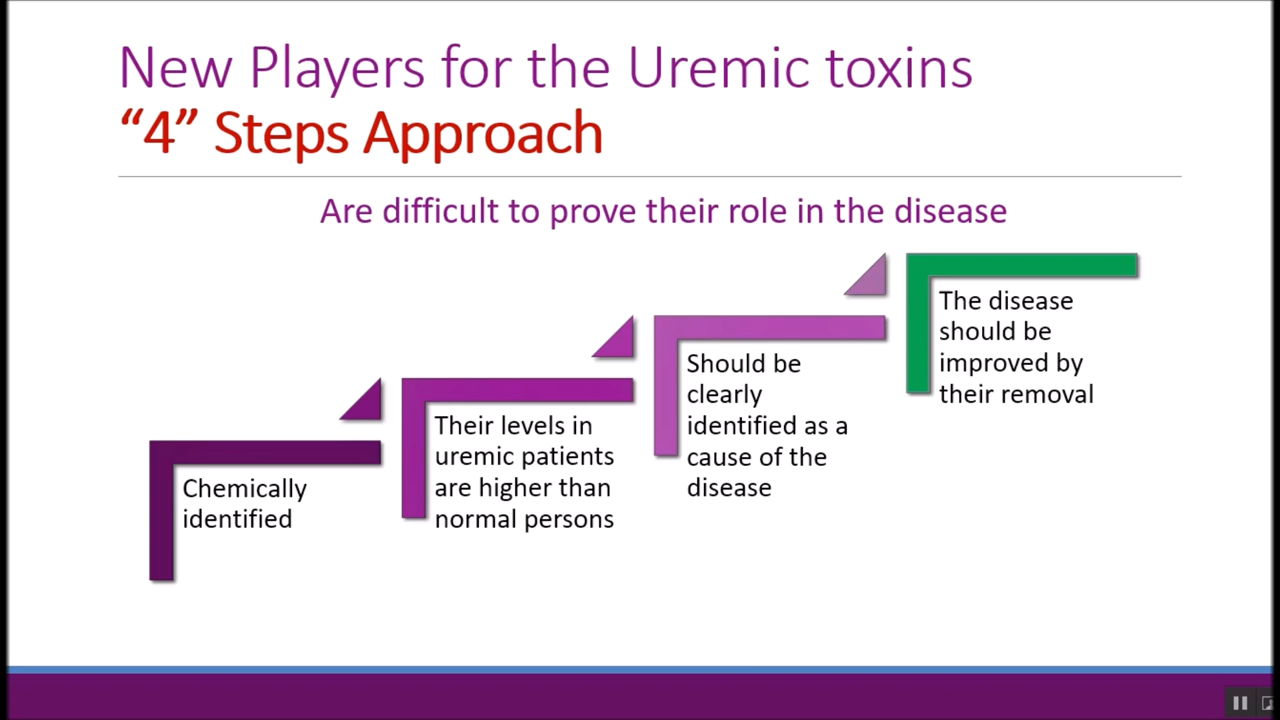 New Players for the Uremic toxins
“4” Steps Approach
Are difficult to prove their role in the disease
Chemically
identified
Their levels in
uremic patients
are higher than
normal persons
Should be
clearly
identified as a
cause of the
disease
The disease
should be
improved by
their removal